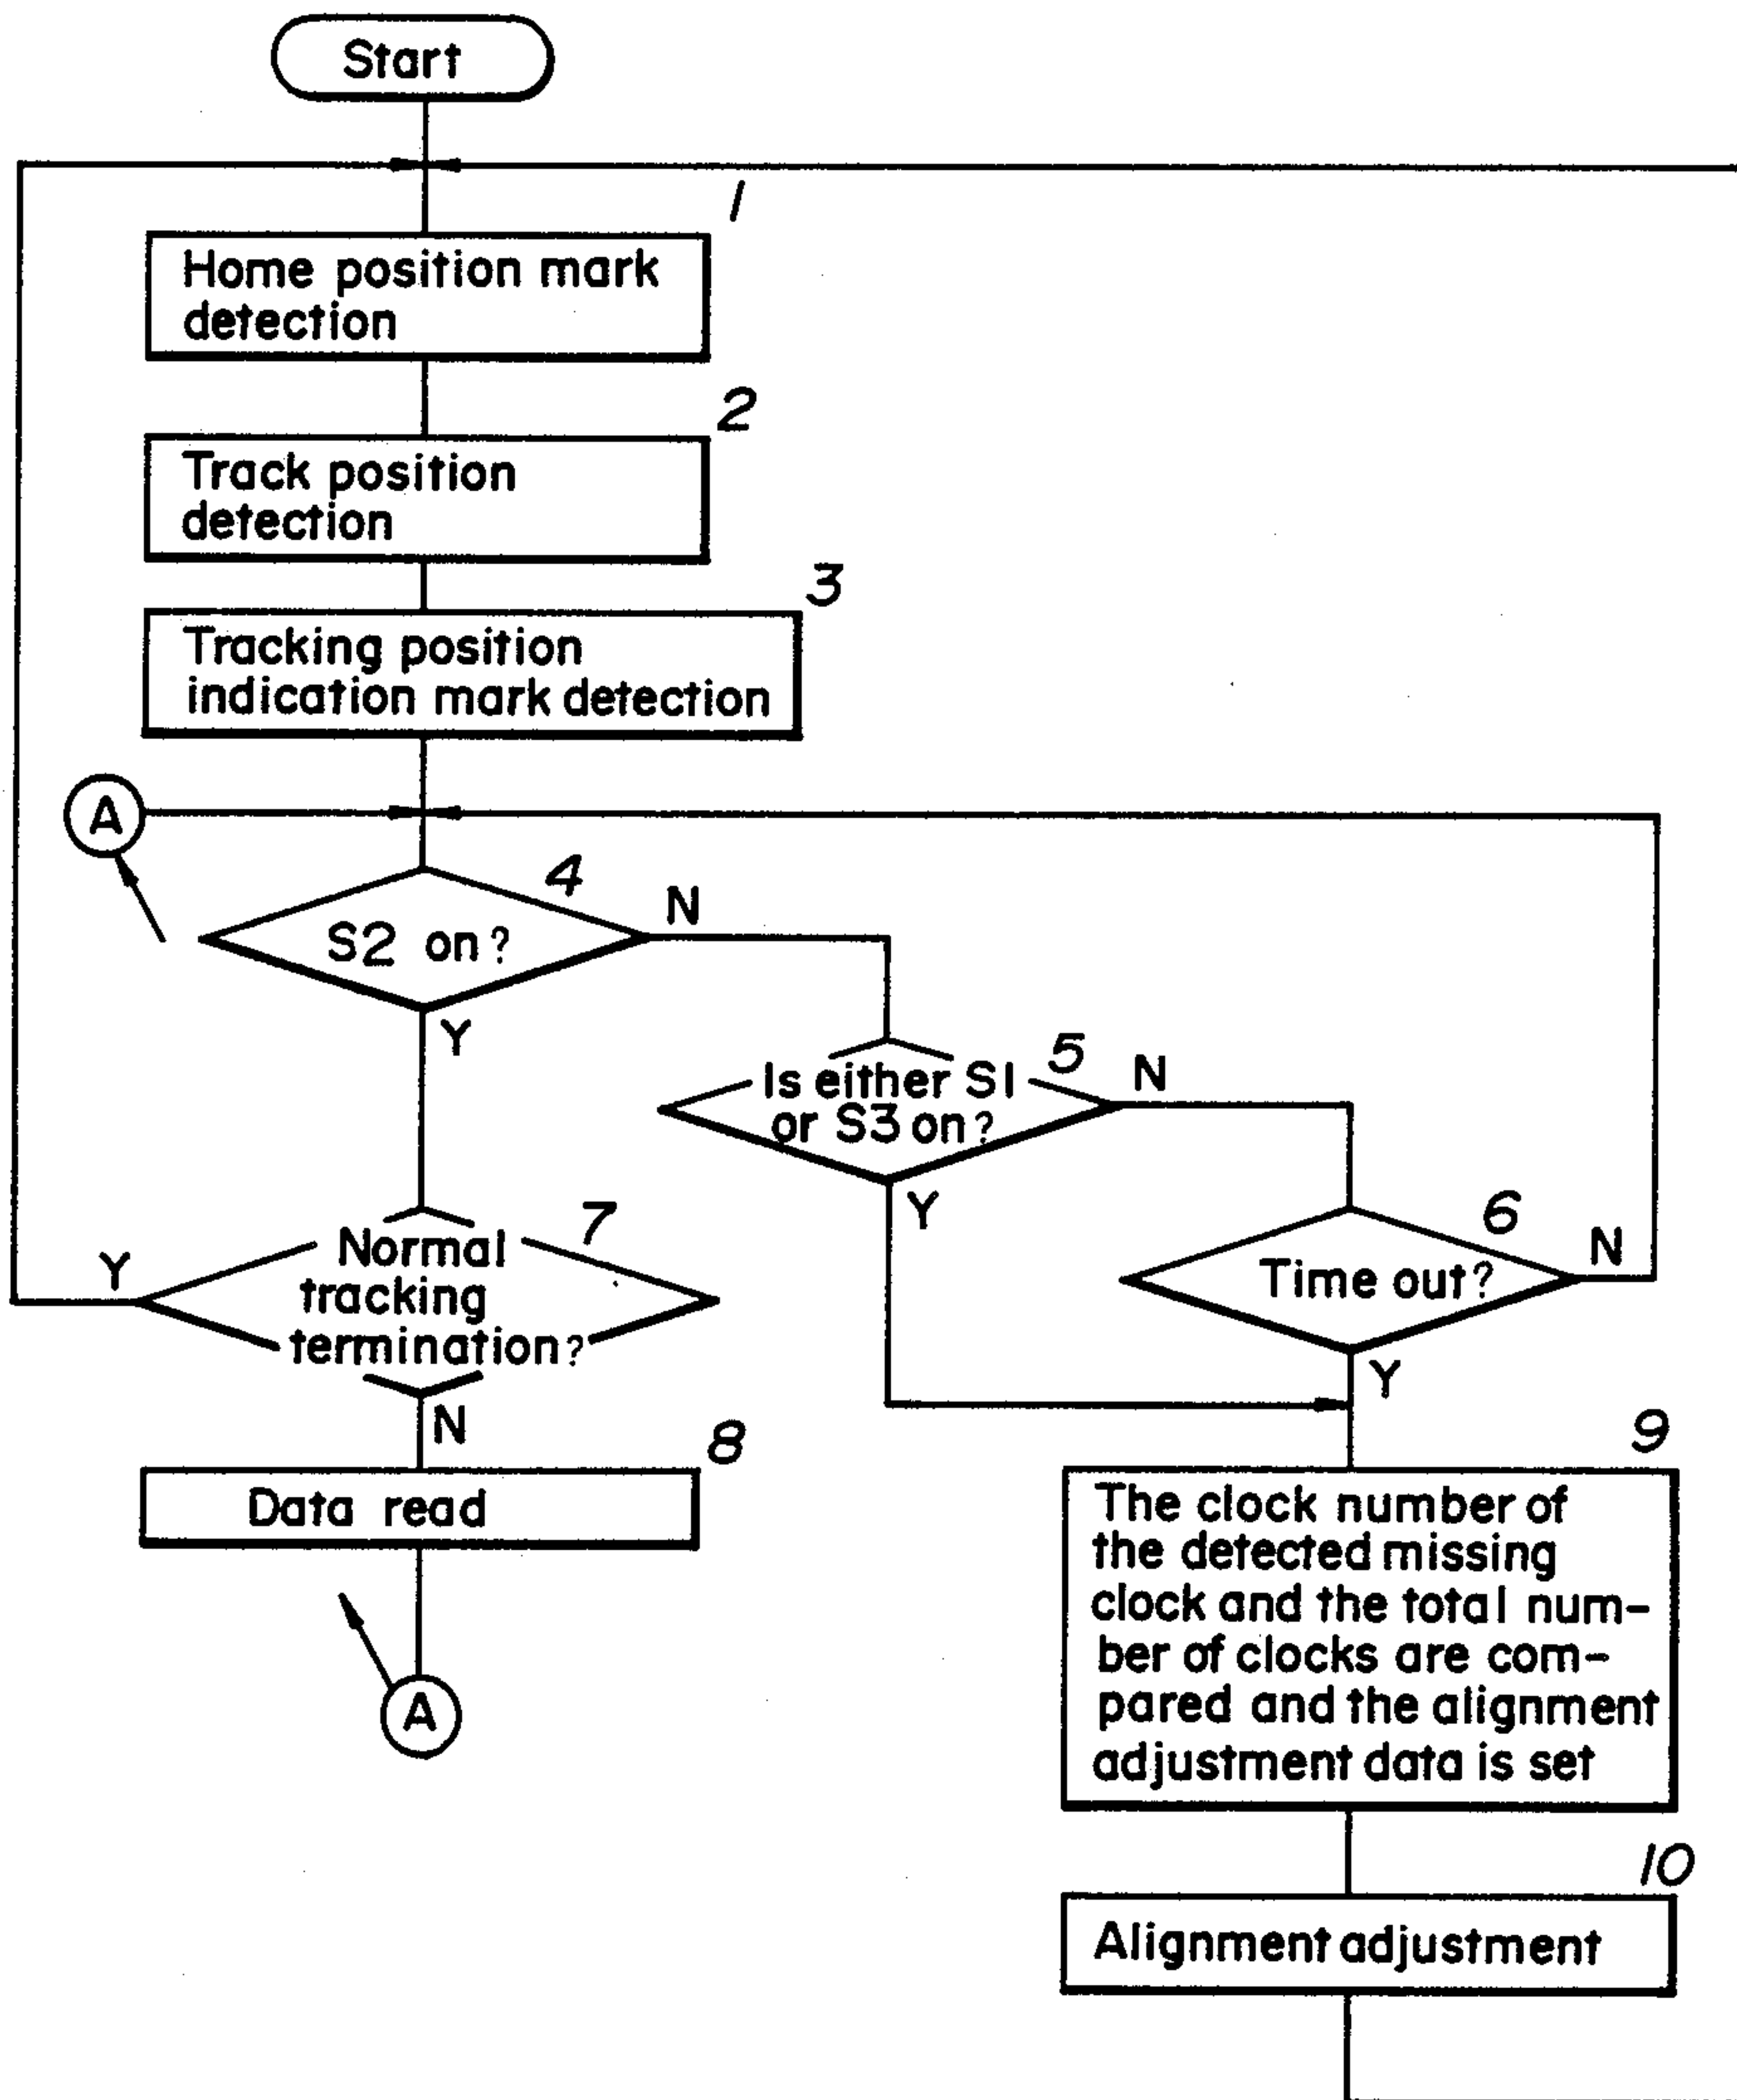 Start
1
Home position mark
detection
2
Track position
detection
3
Tracking position
indication mark detection
A
4
S2 on?
N
Y
5
Is either S1
or S3 on?
N
Y
6
Time out?
N
Y
7
Normal
tracking
termination?
Y
N
8
Data read
A
9
The clock number of
the detected missing
clock and the total num-
ber of clocks are com-
pared and the alignment
adjustment data is set
10
Alignment adjustment